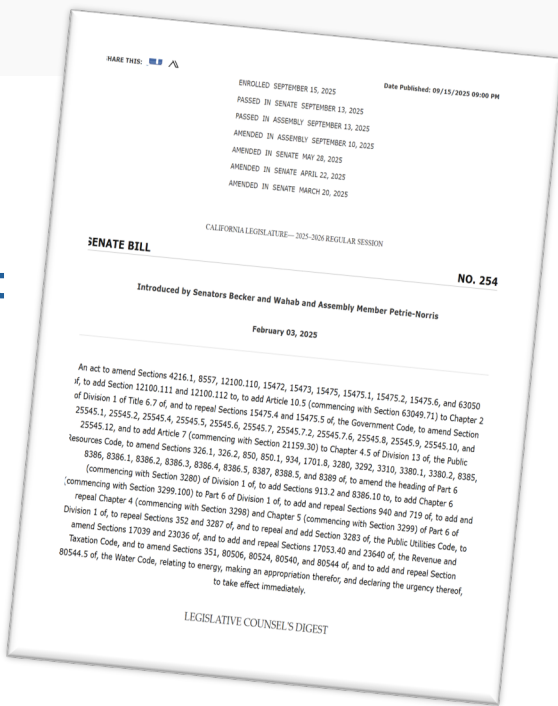 HARE THIS:
Date Published: 09/15/2025 09:00 PM
ENROLLED SEPTEMBER 15, 2025
PASSED IN SENATE SEPTEMBER 13, 2025
PASSED IN ASSEMBLY SEPTEMBER 13, 2025
AMENDED IN ASSEMBLY SEPTEMBER 10, 2025
AMENDED IN SENATE MAY 28, 2025
AMENDED IN SENATE APRIL 22, 2025
AMENDED IN SENATE MARCH 20, 2025
CALIFORNIA LEGISLATURE— 2025–2026 REGULAR SESSION
SENATE BILL NO. 254
Introduced by Senators Becker and Wahab and Assembly Member Petrie-Norris
February 03, 2025
An act to amend Sections 4216.1, 8557, 12100.110, 15472, 15473, 15475, 15475.1, 15475.2, 15475.6, and 63050
of, to add Section 12100.111 and 12100.112 to, to add Article 10.5 (commencing with Section 63049.71) to Chapter 2
of Division 1 of Title 6.7 of, and to repeal Sections 15475.4 and 15475.5 of, the Government Code, to amend Section
25545.1, 25545.2, 25545.4, 25545.5, 25545.6, 25545.7, 25545.7.2, 25545.7.6, 25545.8, 25545.9, 25545.10, and
25545.12, and to add Article 7 (commencing with Section 21159.30) to Chapter 4.5 of Division 13 of, the Public
Resources Code, to amend Sections 326.1, 326.2, 850, 850.1, 934, 1701.8, 3280, 3292, 3310, 3380.1, 3380.2, 8385,
8386, 8386.1, 8386.2, 8386.3, 8386.4, 8386.5, 8387, 8388.5, and 8389 of, to amend the heading of Part 6
(commencing with Section 3280) of Division 1 of, to add Sections 913.2 and 8386.10 to, to add Chapter 6
(commencing with Section 3299.100) to Part 6 of Division 1 of, to add and repeal Sections 940 and 719 of, to add and
repeal Chapter 4 (commencing with Section 3298) and Chapter 5 (commencing with Section 3299) of Part 6 of
Division 1 of, to repeal 352 and 3287 of, and to repeal and add Section 3283 of, the Public Utilities Code, to
amend Sections 17039 and 23036 of, and to add and repeal Sections 17053.40 and 23640 of, the Revenue and
Taxation Code, and to amend Sections 351, 80506, 80524, 80540, and 80544 of, and to add and repeal Section
80544.5 of, the Water Code, relating to energy, making an appropriation therefor, and declaring the urgency thereof,
to take effect immediately.
LEGISLATIVE COUNSEL'S DIGEST